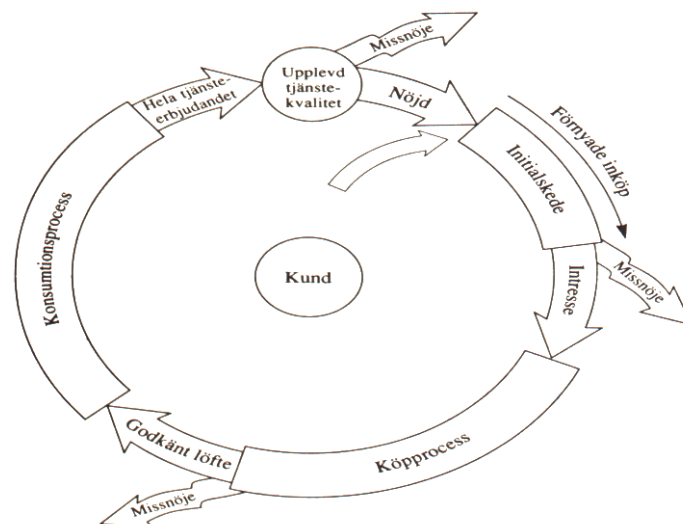 Missnöje
Upplevd
tjänste-
kvalitet
Hela tjänste-
erbjudandet
Nöjd
Förnyade inköp
Initialskede
Missnöje
Intresse
Kund
Konsumtionsprocess
Köpprocess
Godkänt löfte
Missnöje